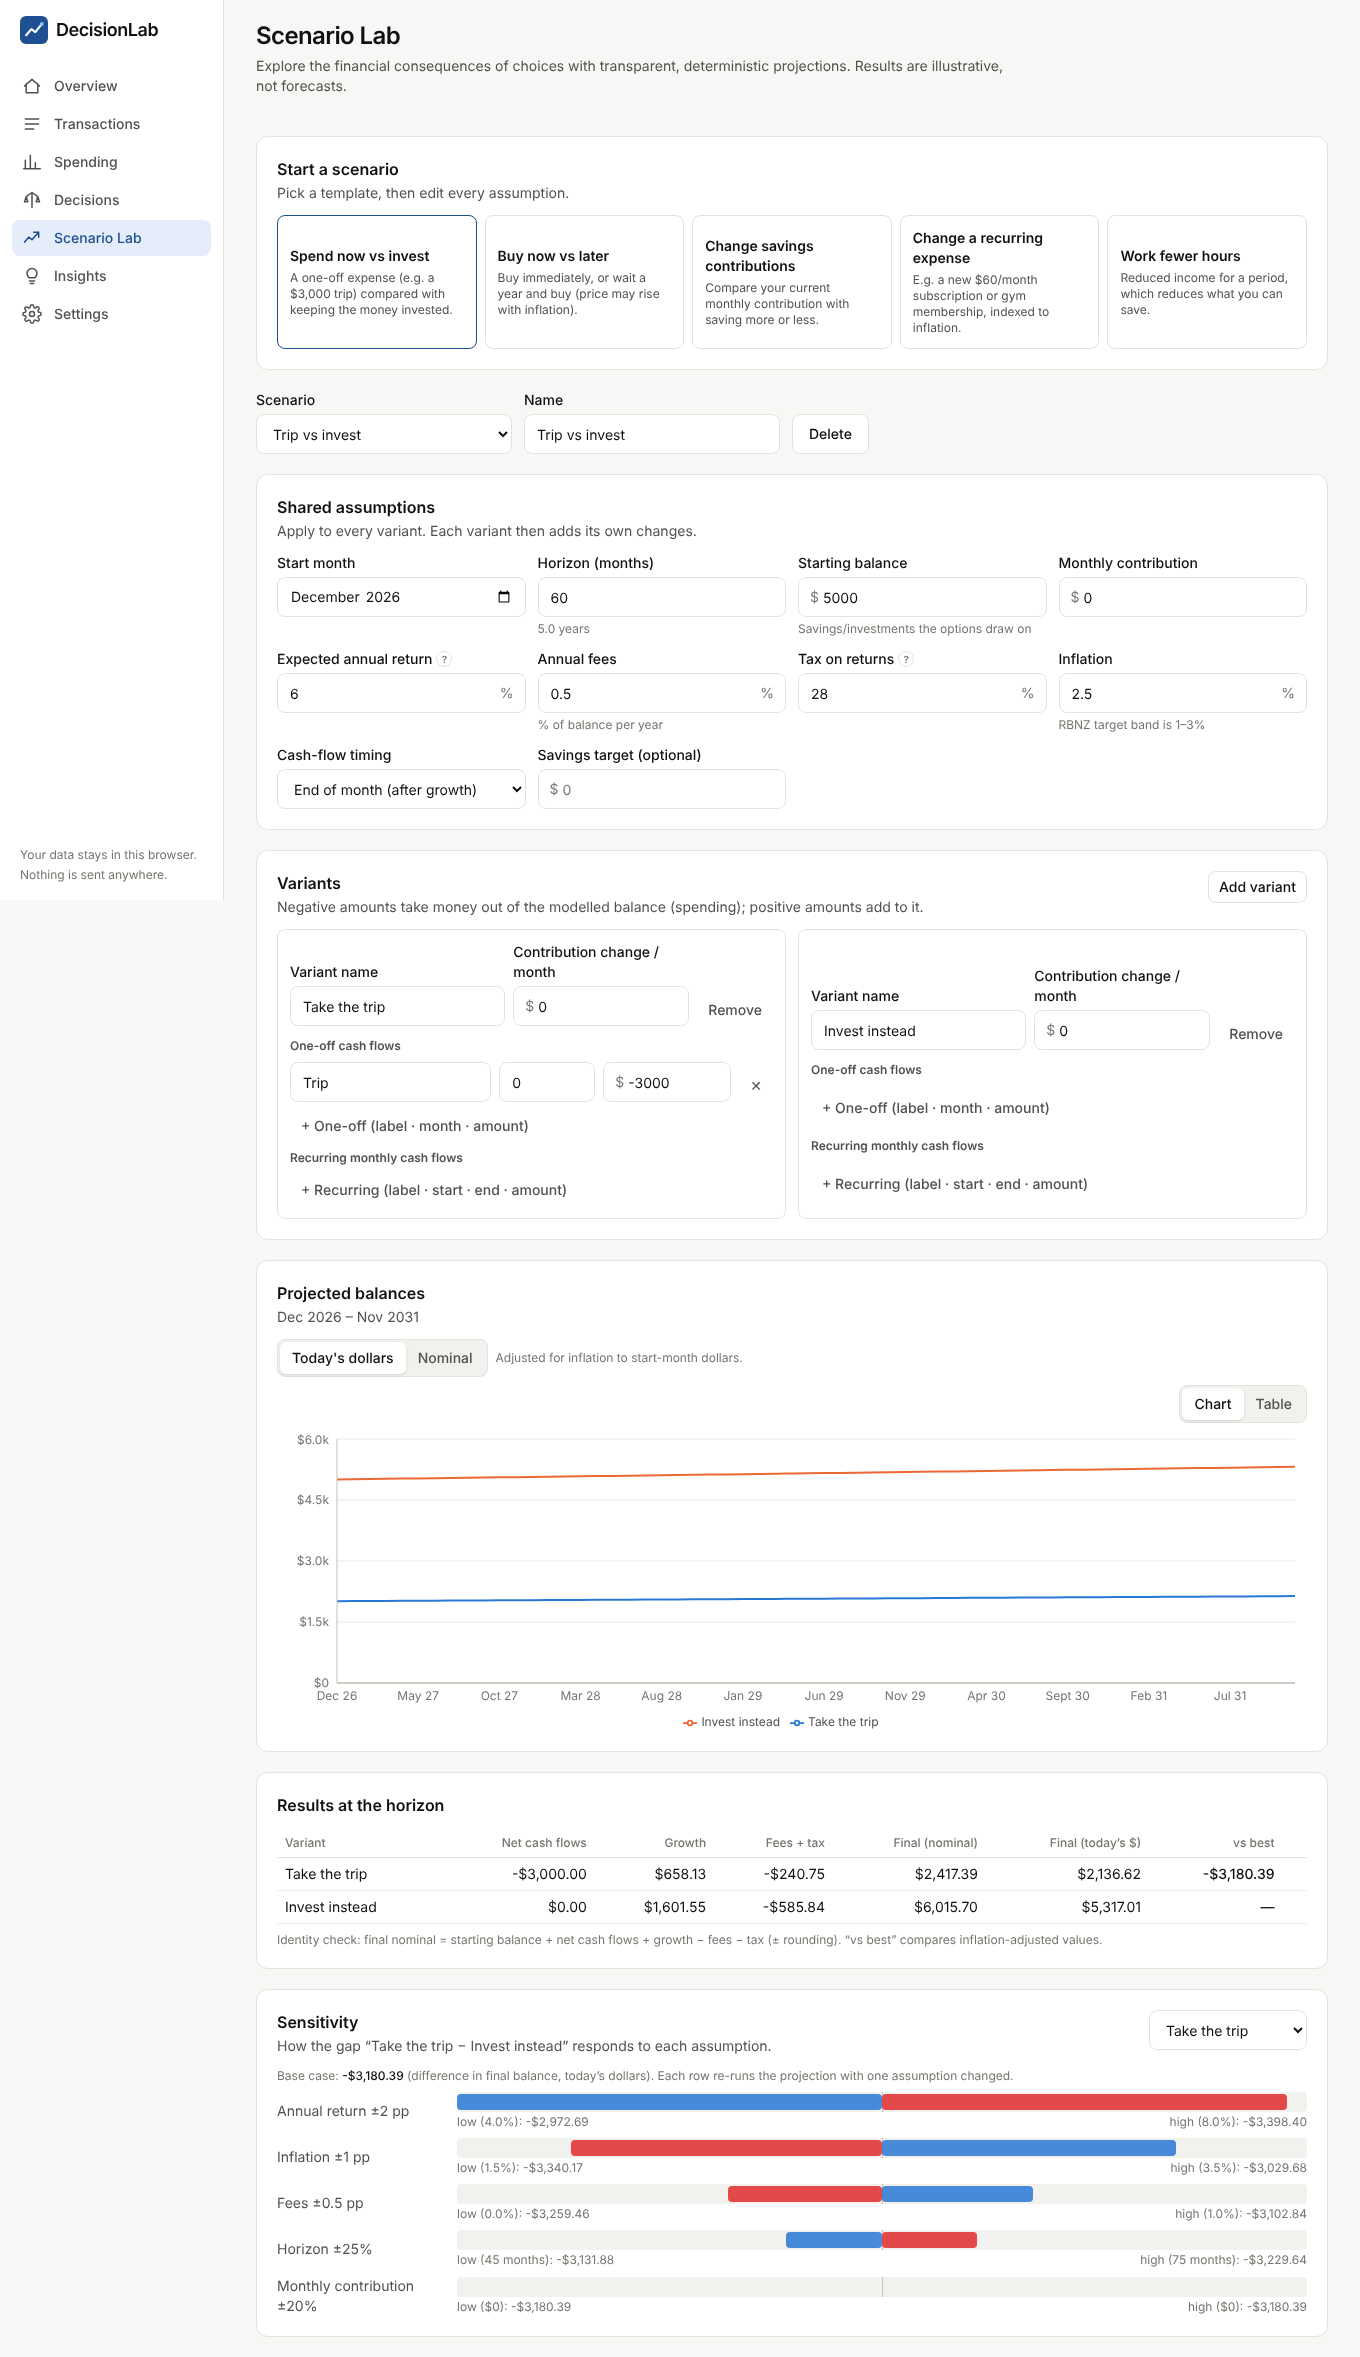 DecisionLab
Overview
Transactions
Spending
Decisions
Scenario Lab
Insights
Settings
Your data stays in this browser.
Nothing is sent anywhere.
Scenario Lab
Explore the financial consequences of choices with transparent, deterministic projections. Results are illustrative,
not forecasts.
Start a scenario
Pick a template, then edit every assumption.
Spend now vs invest
A one-off expense (e.g. a
$3,000 trip) compared with
keeping the money invested.
Buy now vs later
Buy immediately, or wait a
year and buy (price may rise
with inflation).
Change savings
contributions
Compare your current
monthly contribution with
saving more or less.
Change a recurring
expense
E.g. a new $60/month
subscription or gym
membership, indexed to
inflation.
Work fewer hours
Reduced income for a period,
which reduces what you can
save.
Scenario
Trip vs invest
Name
Trip vs invest
Delete
Shared assumptions
Apply to every variant. Each variant then adds its own changes.
Start month
December 2026
Horizon (months)
60
5.0 years
Starting balance
$ 5000
Savings/investments the options draw on
Monthly contribution
$ 0
Expected annual return ?
6 %
Annual fees
0.5 %
% of balance per year
Tax on returns ?
28 %
Inflation
2.5 %
RBNZ target band is 1–3%
Cash-flow timing
End of month (after growth)
Savings target (optional)
$ 0
Variants
Add variant
Negative amounts take money out of the modelled balance (spending); positive amounts add to it.
Variant name
Take the trip
Contribution change /
month
$ 0
Remove
One-off cash flows
Trip
0
$ -3000
×
+ One-off (label · month · amount)
Recurring monthly cash flows
+ Recurring (label · start · end · amount)
Variant name
Invest instead
Contribution change /
month
$ 0
Remove
One-off cash flows
+ One-off (label · month · amount)
Recurring monthly cash flows
+ Recurring (label · start · end · amount)
Projected balances
Dec 2026 – Nov 2031
Today's dollars Nominal Adjusted for inflation to start-month dollars.
Chart Table
$6.0k
$4.5k
$3.0k
$1.5k
$0
Dec 26 May 27 Oct 27 Mar 28 Aug 28 Jan 29 Jun 29 Nov 29 Apr 30 Sept 30 Feb 31 Jul 31
Invest instead Take the trip
Results at the horizon
Variant Net cash flows Growth Fees + tax Final (nominal) Final (today’s $) vs best
Take the trip -$3,000.00 $658.13 -$240.75 $2,417.39 $2,136.62 -$3,180.39
Invest instead $0.00 $1,601.55 -$585.84 $6,015.70 $5,317.01 —
Identity check: final nominal = starting balance + net cash flows + growth − fees − tax (± rounding). “vs best” compares inflation-adjusted values.
Sensitivity
Take the trip
How the gap “Take the trip − Invest instead” responds to each assumption.
Base case: -$3,180.39 (difference in final balance, today’s dollars). Each row re-runs the projection with one assumption changed.
Annual return ±2 pp
low (4.0%): -$2,972.69 high (8.0%): -$3,398.40
Inflation ±1 pp
low (1.5%): -$3,340.17 high (3.5%): -$3,029.68
Fees ±0.5 pp
low (0.0%): -$3,259.46 high (1.0%): -$3,102.84
Horizon ±25%
low (45 months): -$3,131.88 high (75 months): -$3,229.64
Monthly contribution
±20%
low ($0): -$3,180.39 high ($0): -$3,180.39